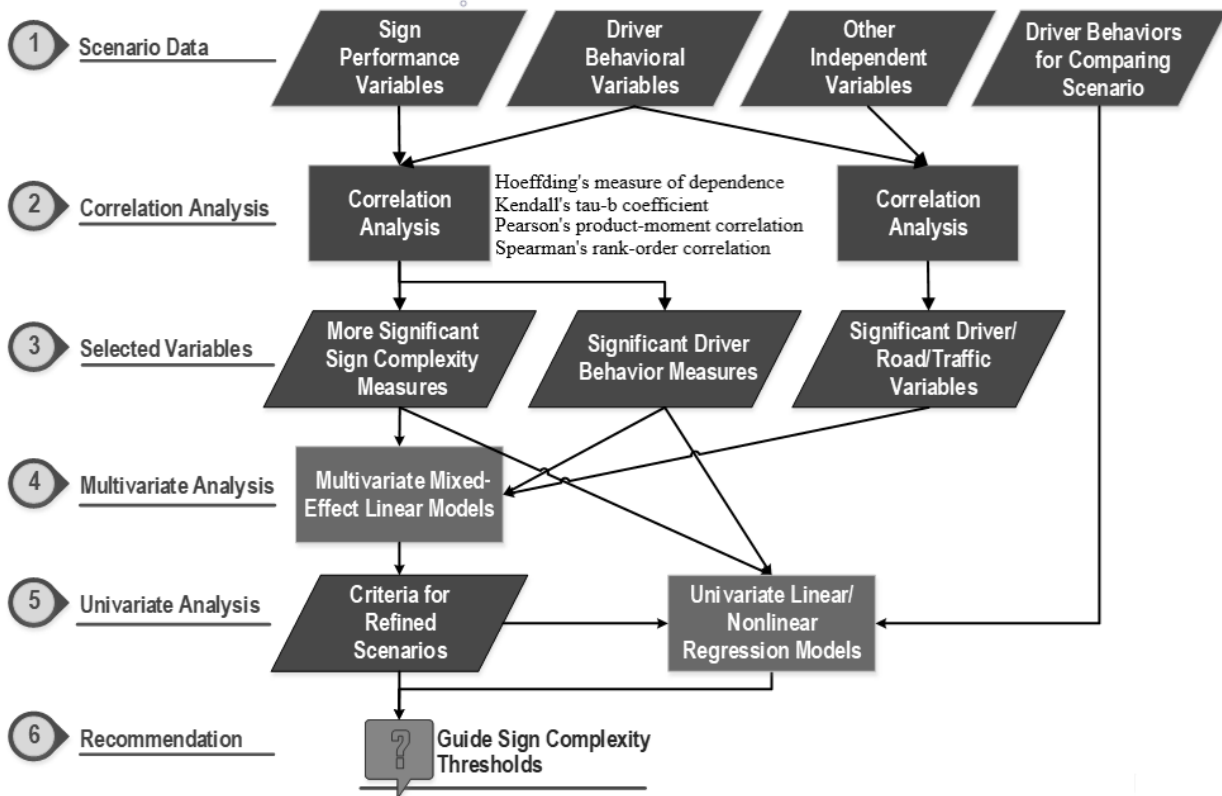 1
Scenario Data
Sign
Performance
Variables
Driver
Behavioral
Variables
Other
Independent
Variables
Driver Behaviors
for Comparing
Scenario
2
Correlation Analysis
Correlation
Analysis
Hoeffding's measure of dependence
Kendall's tau-b coefficient
Pearson's product-moment correlation
Spearman's rank-order correlation
Correlation
Analysis
3
Selected Variables
More Significant
Sign Complexity
Measures
Significant Driver
Behavior Measures
Significant Driver/
Road/Traffic
Variables
4
Multivariate Analysis
Multivariate Mixed-
Effect Linear Models
5
Univariate Analysis
Criteria for
Refined
Scenarios
Univariate Linear/
Nonlinear
Regression Models
6
Recommendation
?
Guide Sign Complexity
Thresholds